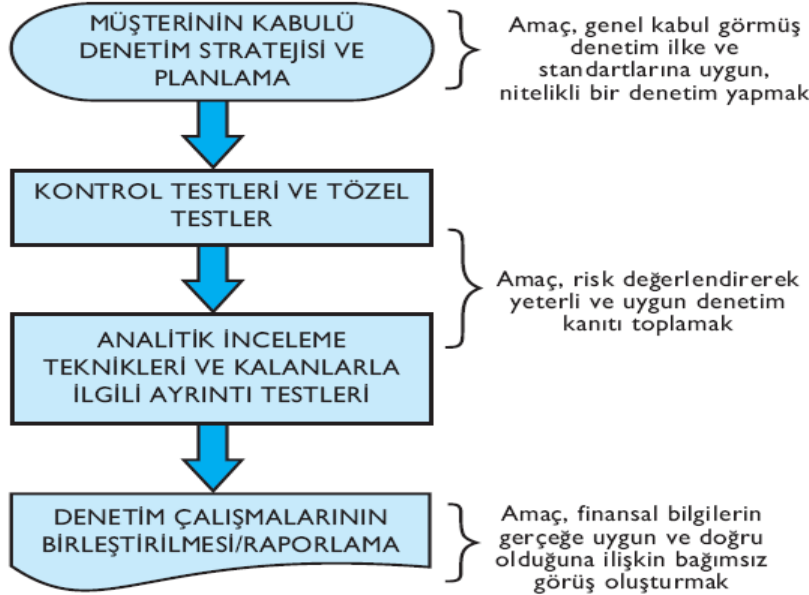 MÜŞTERİNİN KABULÜ
DENETİM STRATEJİSİ VE
PLANLAMA
Amaç, genel kabul görmüş
denetim ilke ve
standartlarına uygun,
nitelikli bir denetim yapmak
KONTROL TESTLERİ VE TÖZEL
TESTLER
Amaç, risk değerlendirerek
yeterli ve uygun denetim
kanıtı toplamak
ANALİTİK İNCELEME
TEKNİKLERİ VE KALANLARLA
İLGİLİ AYRINTI TESTLERİ
DENETİM ÇALIŞMALARININ
BİRLEŞTİRİLMESİ/RAPORLAMA
Amaç, finansal bilgilerin
gerçeğe uygun ve doğru
olduğuna ilişkin bağımsız
görüş oluşturmak